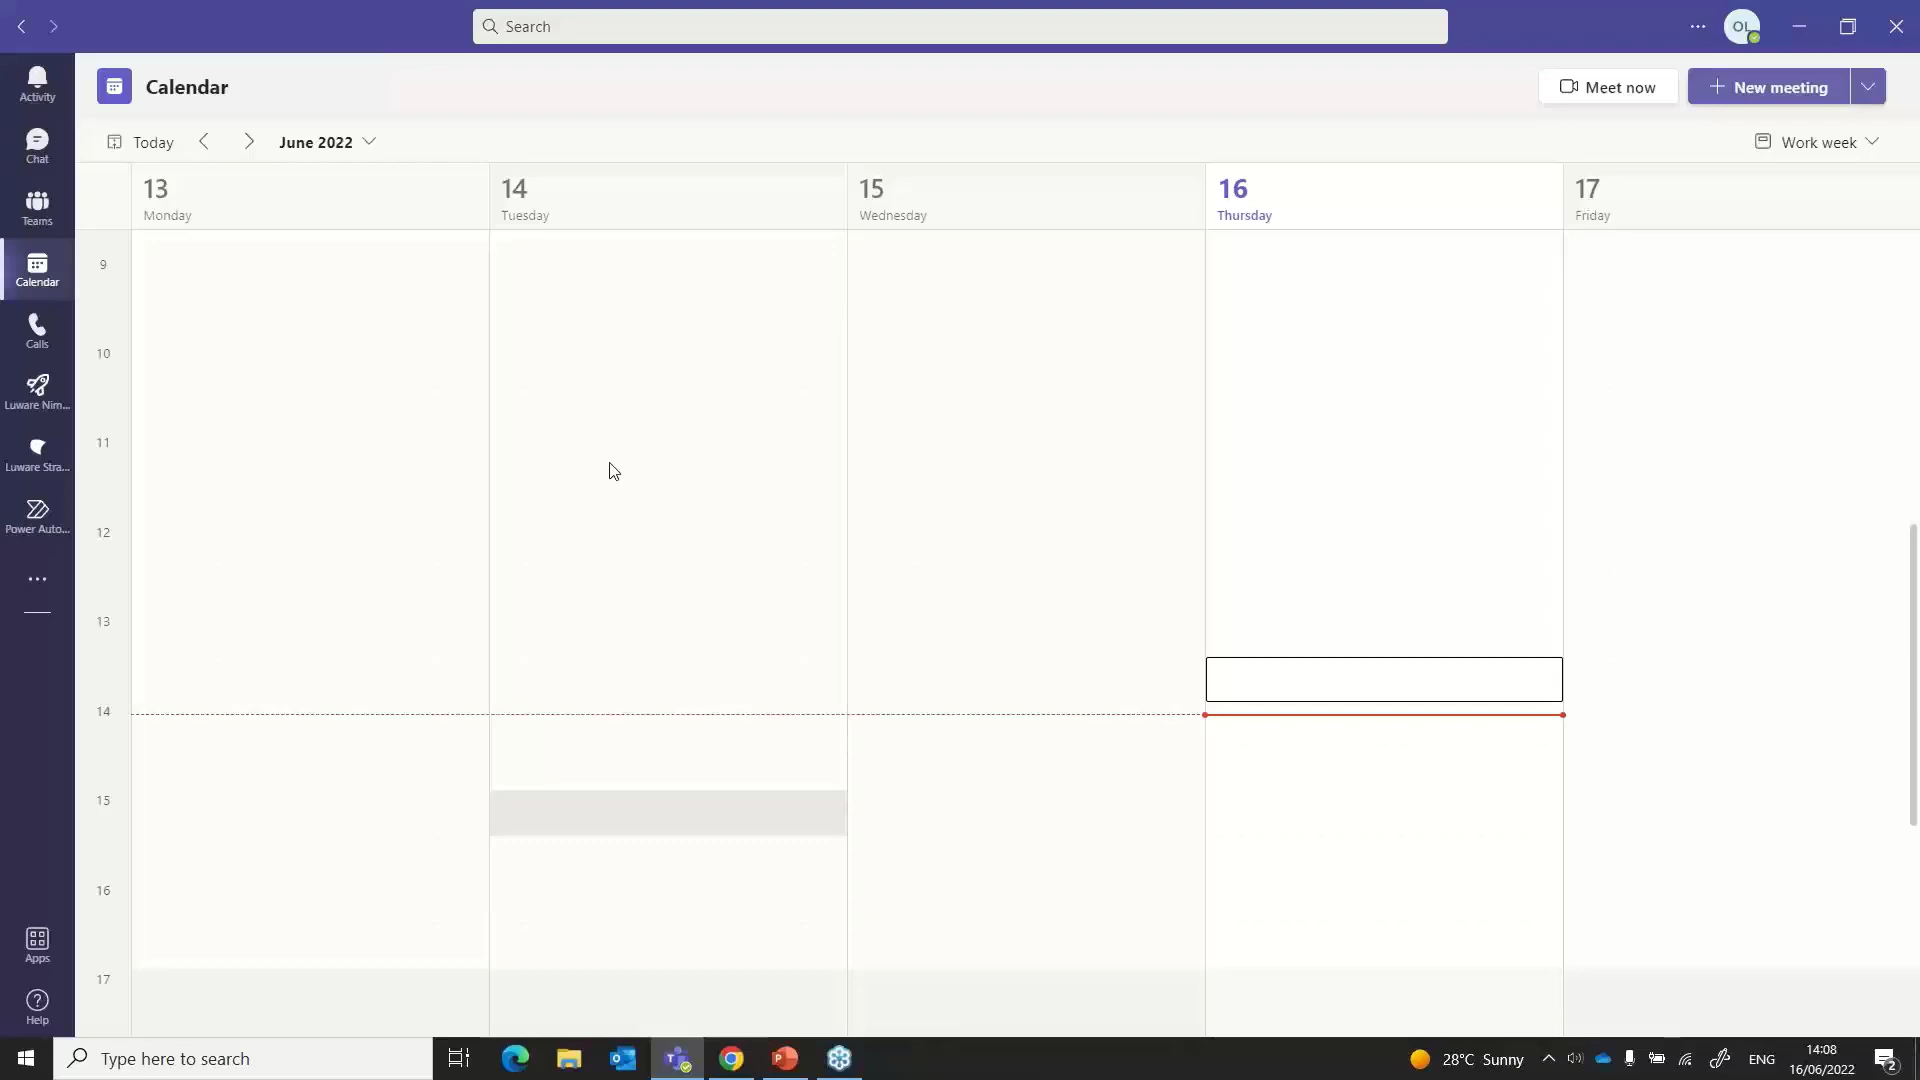 Search
OL
Activity
Chat
Teams
Calendar
Calls
Luware Nim...
Luware Stra...
Power Auto...
Apps
Help
Calendar
Meet now
New meeting
Today
June 2022
Work week
13
Monday
14
Tuesday
15
Wednesday
16
Thursday
17
Friday
9
10
11
12
13
14
15
16
17
Type here to search
28°C Sunny
ENG
14:08
16/06/2022
2